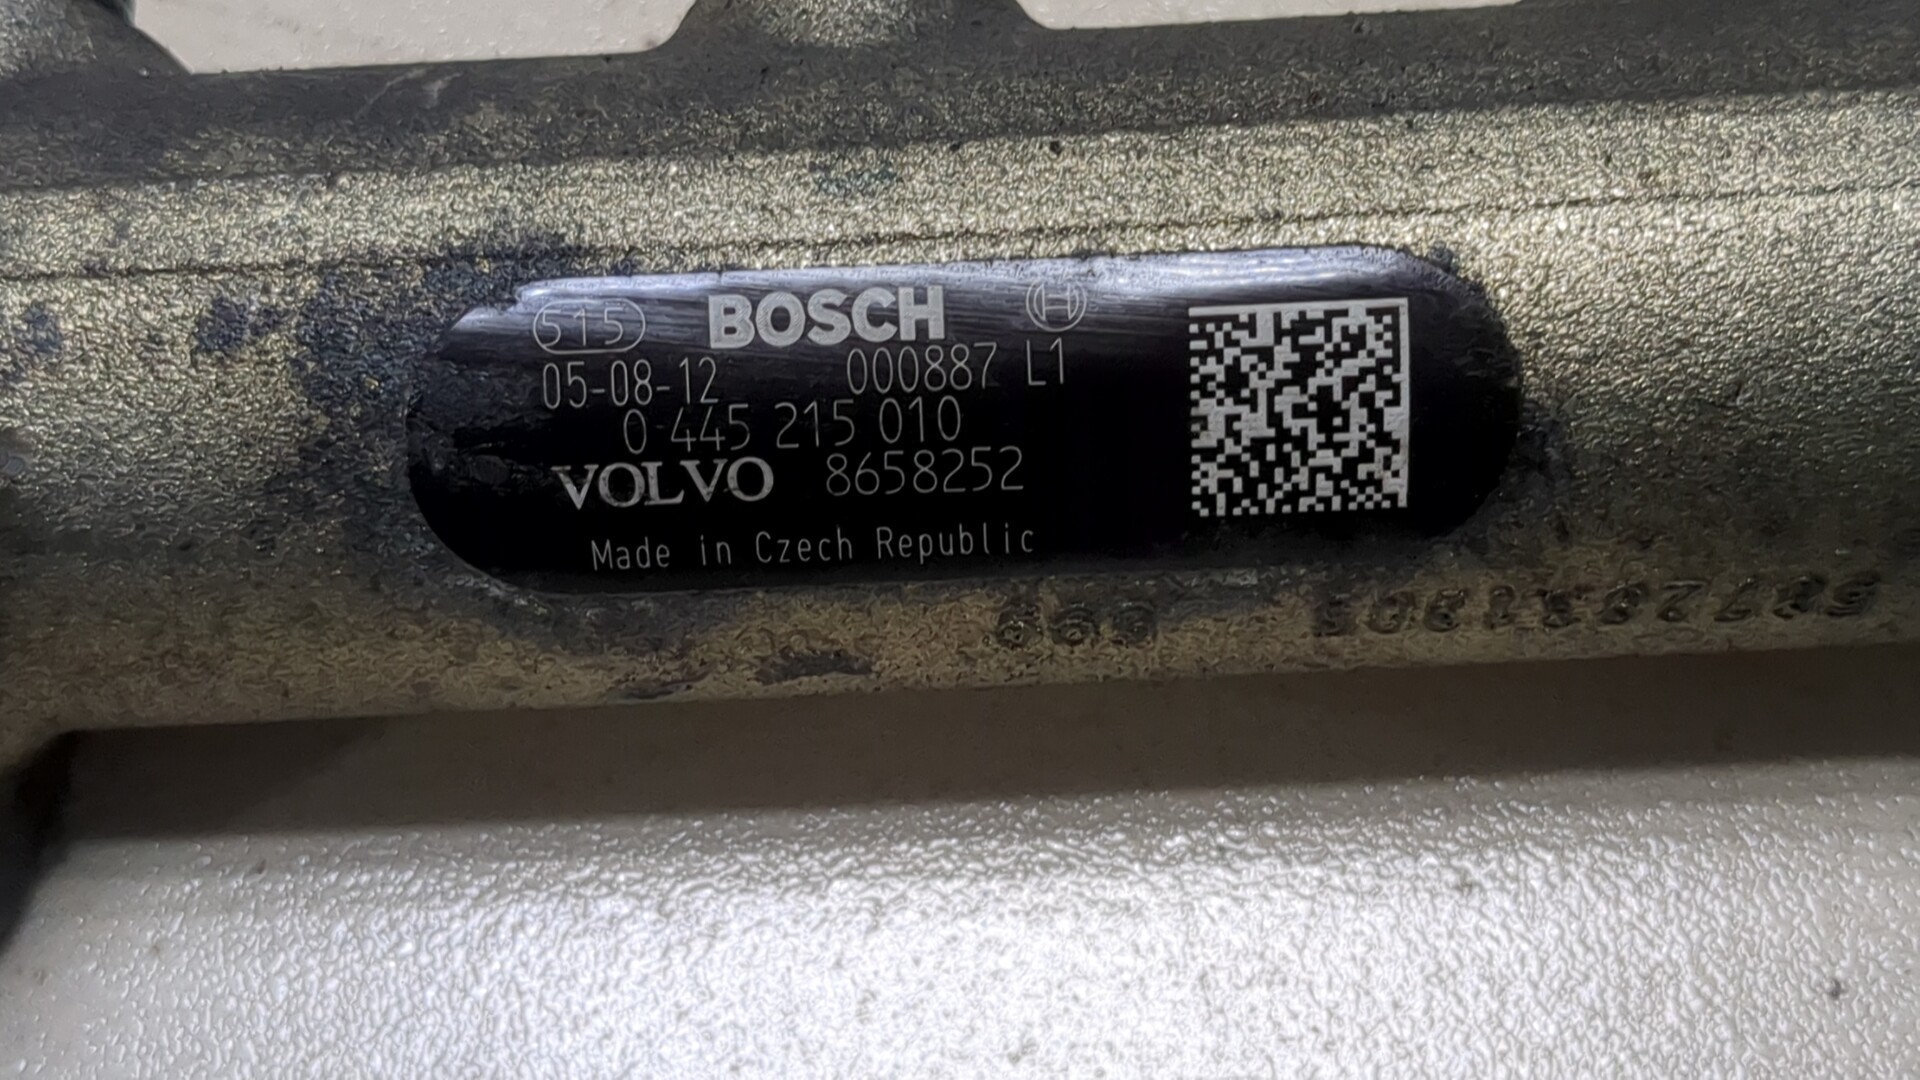 515 BOSCH
05-08-12 000887 L1
0 445 215 010
VOLVO 8658252
Made in Czech Republic